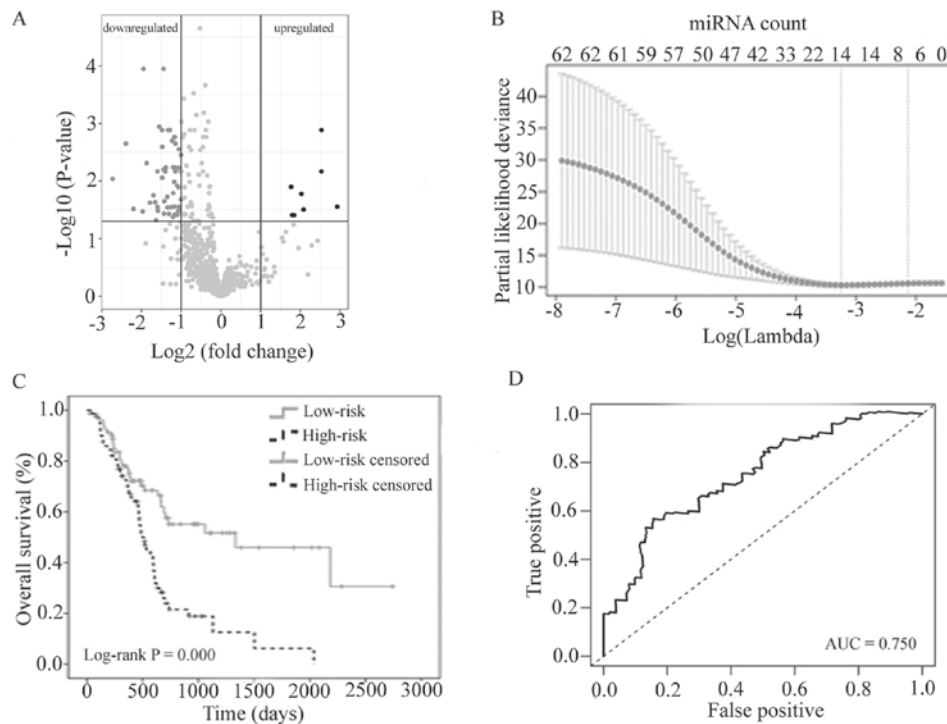 A
downregulated
upregulated
4
3
2
1
0
-Log10 (P-value)
-3 -2 -1 0 1 2 3
Log2 (fold change)
B
miRNA count
62 62 61 59 57 50 47 42 33 22 14 14 8 6 0
40
35
30
25
20
15
10
Partial likelihood deviance
-8 -7 -6 -5 -4 -3 -2
Log(Lambda)
C
1.0
0.8
0.6
0.4
0.2
0.0
Overall survival (%)
Low-risk
High-risk
Low-risk censored
High-risk censored
Log-rank P = 0.000
0 500 1000 1500 2000 2500 3000
Time (days)
D
1.0
0.8
0.6
0.4
0.2
0.0
True positive
AUC = 0.750
0.0 0.2 0.4 0.6 0.8 1.0
False positive